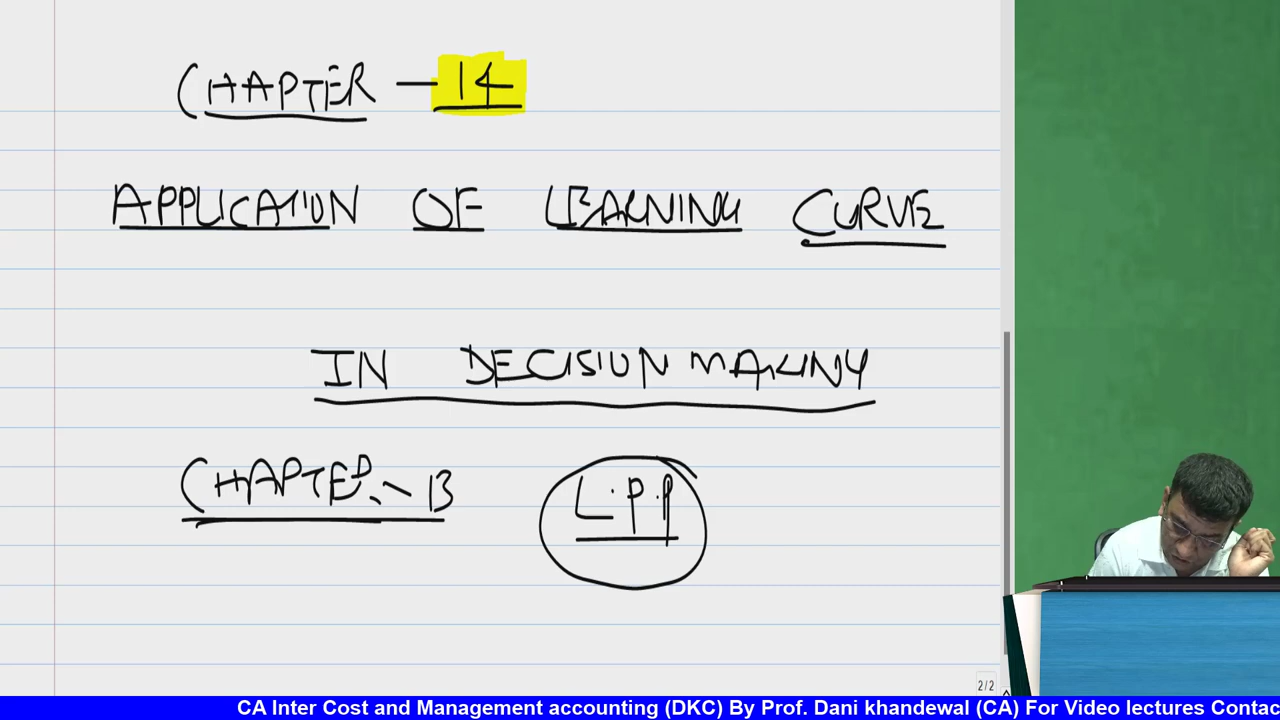 CHAPTER - 14
APPLICATION OF LEARNING CURVE
IN DECISION MAKING
CHAPTER - 13 L.P.P
2/2
CA Inter Cost and Management accounting (DKC) By Prof. Dani khandewal (CA) For Video lectures Contac